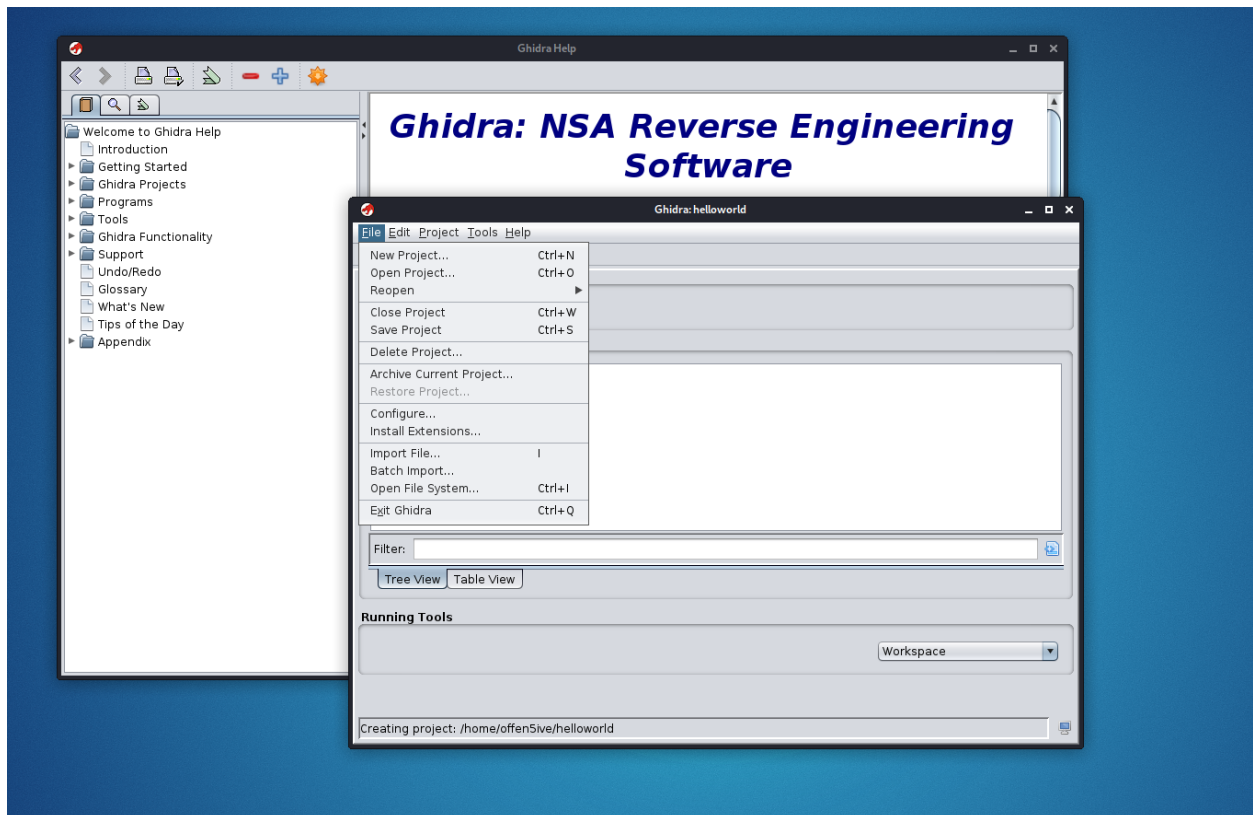 Ghidra Help
Welcome to Ghidra Help
Introduction
Getting Started
Ghidra Projects
Programs
Tools
Ghidra Functionality
Support
Undo/Redo
Glossary
What's New
Tips of the Day
Appendix
Ghidra: NSA Reverse Engineering
Software
Ghidra: helloworld
File Edit Project Tools Help
New Project... Ctrl+N
Open Project... Ctrl+O
Reopen
Close Project Ctrl+W
Save Project Ctrl+S
Delete Project...
Archive Current Project...
Restore Project...
Configure...
Install Extensions...
Import File... I
Batch Import...
Open File System... Ctrl+I
Exit Ghidra Ctrl+Q
Filter:
Tree View Table View
Running Tools
Workspace
Creating project: /home/offen5ive/helloworld